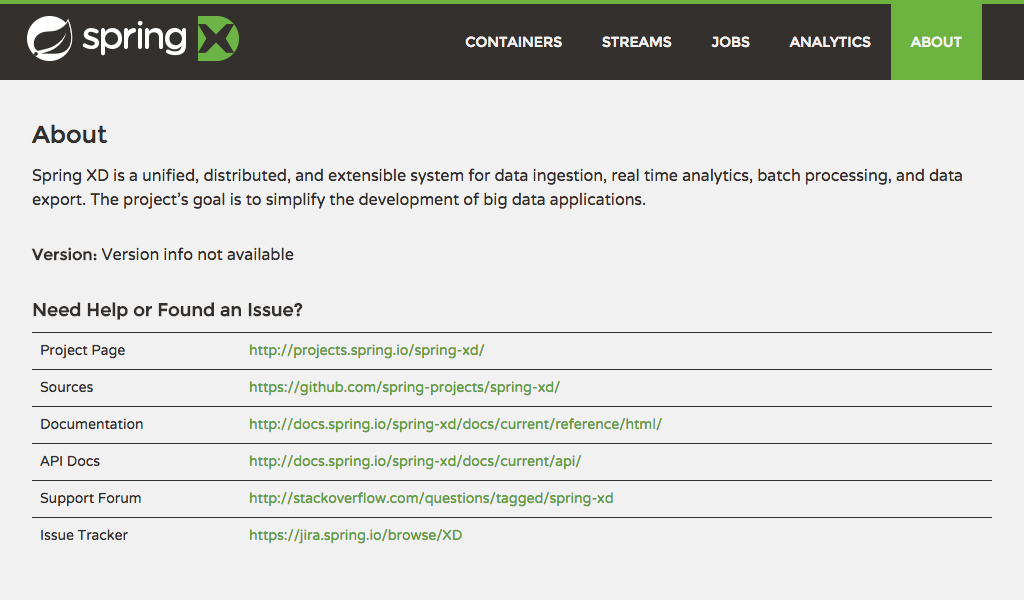 spring XD
CONTAINERS STREAMS JOBS ANALYTICS ABOUT
About
Spring XD is a unified, distributed, and extensible system for data ingestion, real time analytics, batch processing, and data
export. The project's goal is to simplify the development of big data applications.
Version: Version info not available
Need Help or Found an Issue?
Project Page http://projects.spring.io/spring-xd/
Sources https://github.com/spring-projects/spring-xd/
Documentation http://docs.spring.io/spring-xd/docs/current/reference/html/
API Docs http://docs.spring.io/spring-xd/docs/current/api/
Support Forum http://stackoverflow.com/questions/tagged/spring-xd
Issue Tracker https://jira.spring.io/browse/XD